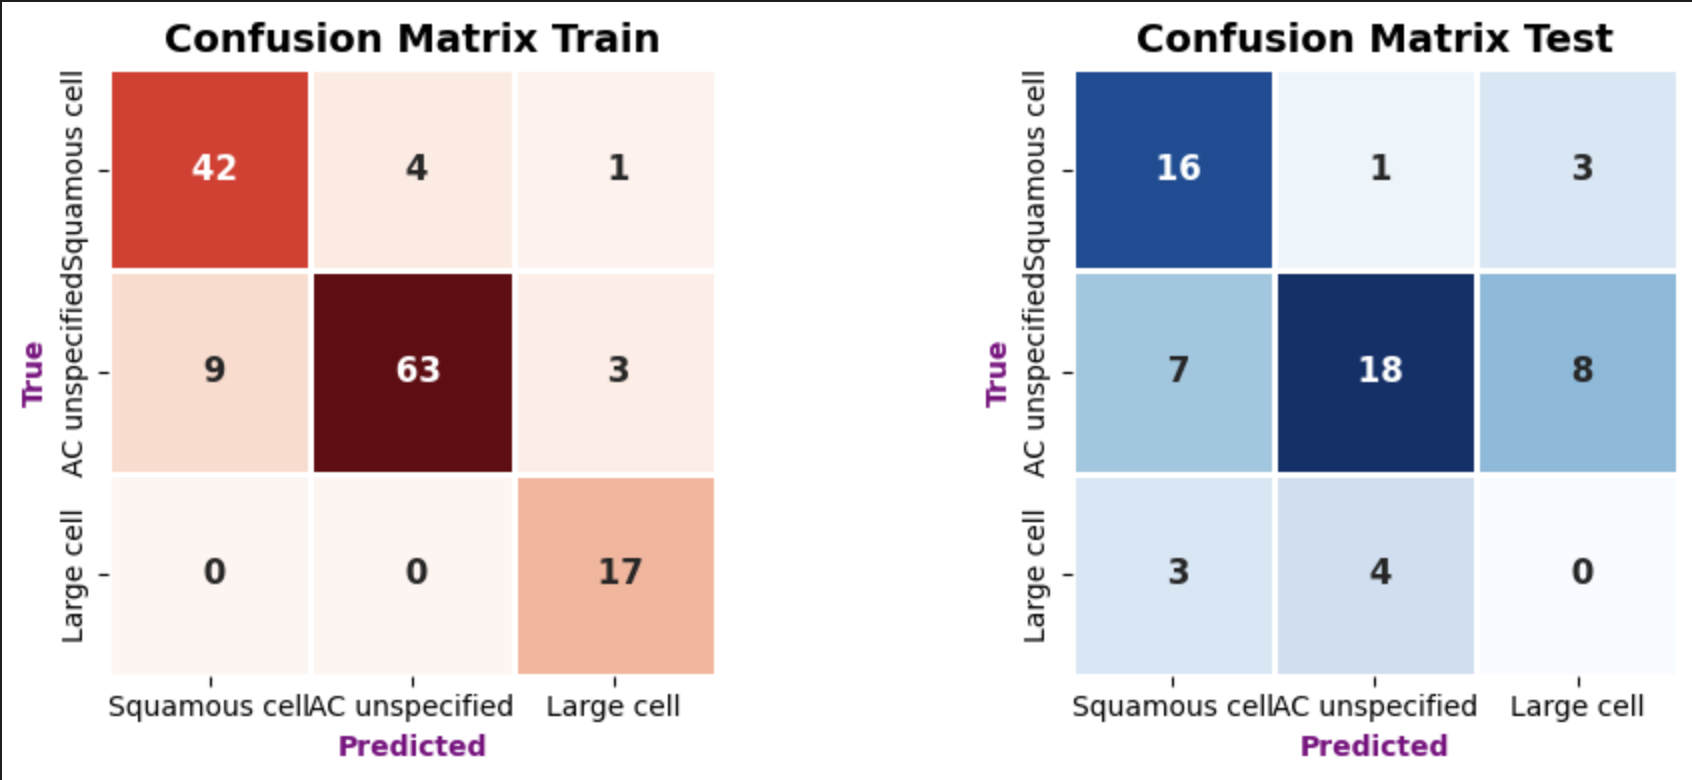 Confusion Matrix Train
True
Squamous cell
42 4 1
AC unspecified
9 63 3
Large cell
0 0 17
Squamous cell AC unspecified Large cell
Predicted
Confusion Matrix Test
True
Squamous cell
16 1 3
AC unspecified
7 18 8
Large cell
3 4 0
Squamous cell AC unspecified Large cell
Predicted